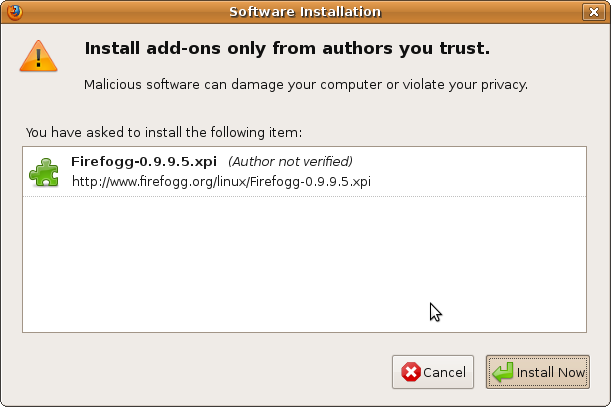 Software Installation
Install add-ons only from authors you trust.
Malicious software can damage your computer or violate your privacy.
You have asked to install the following item:
Firefogg-0.9.9.5.xpi (Author not verified)
http://www.firefogg.org/linux/Firefogg-0.9.9.5.xpi
Cancel Install Now